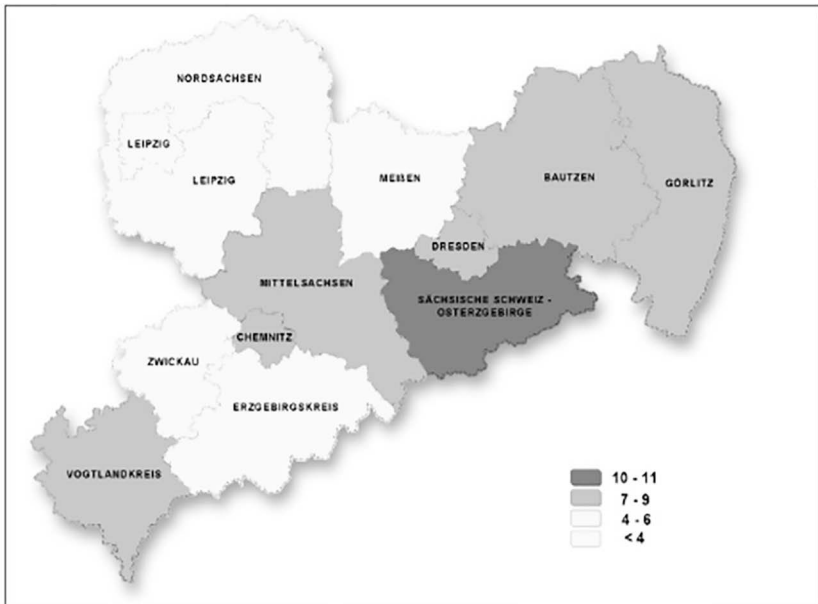 NORDSACHSEN
LEIPZIG
LEIPZIG
MEIßEN
BAUTZEN
GÖRLITZ
DRESDEN
MITTELSACHSEN
SÄCHSISCHE SCHWEIZ -
OSTERZGEBIRGE
CHEMNITZ
ZWICKAU
ERZGEBIRGSKREIS
VOGTLANDKREIS
10 - 11
7 - 9
4 - 6
< 4